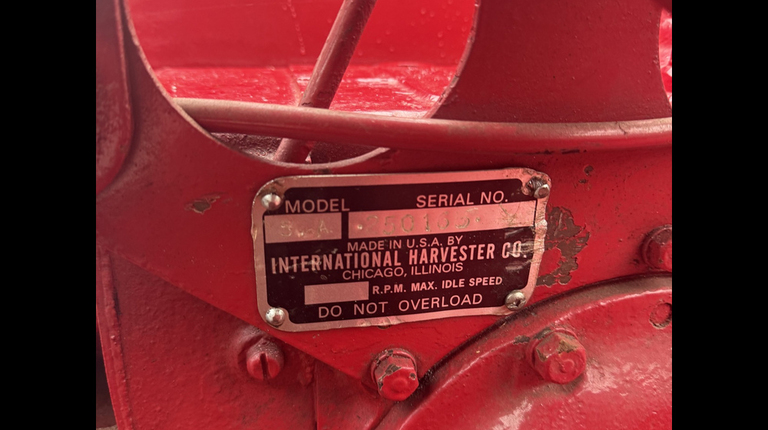 MODEL SERIAL NO.
MADE IN U.S.A. BY
INTERNATIONAL HARVESTER CO.
CHICAGO, ILLINOIS
R.P.M. MAX. IDLE SPEED
DO NOT OVERLOAD